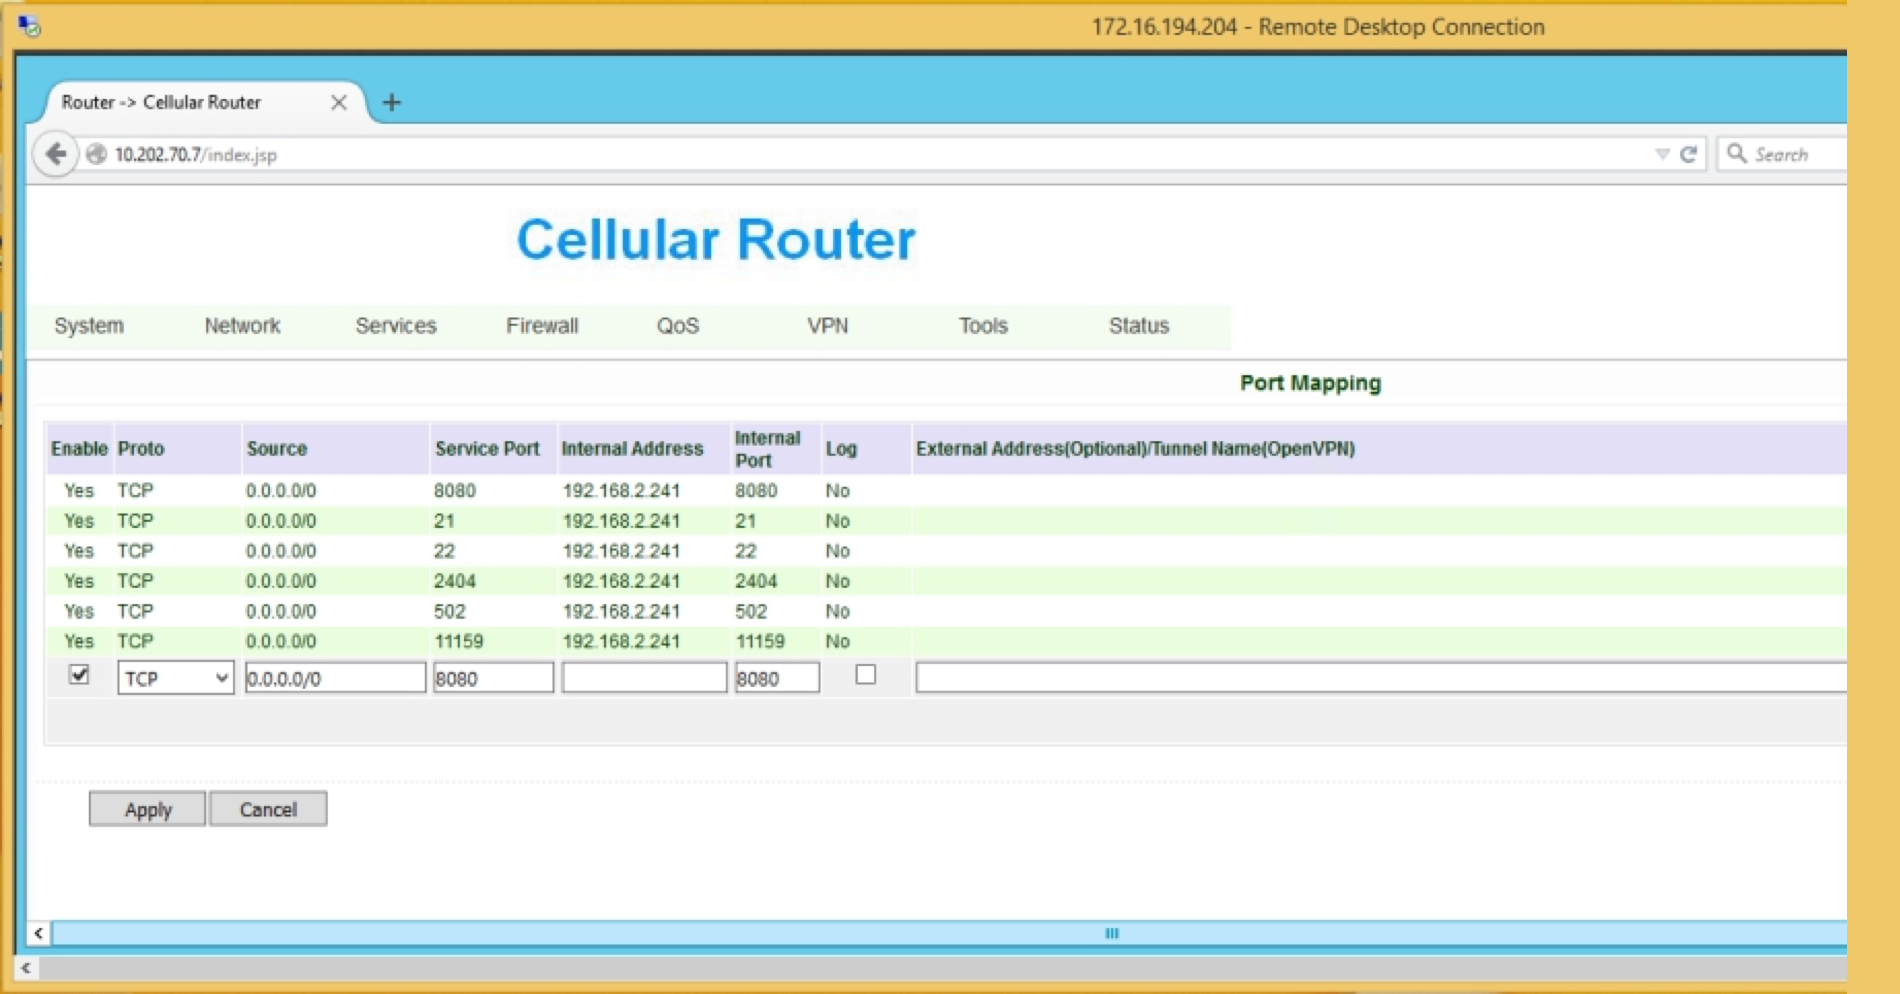 172.16.194.204 - Remote Desktop Connection
Router -> Cellular Router
10.202.70.7/index.jsp
Search
Cellular Router
System Network Services Firewall QoS VPN Tools Status
Port Mapping
Enable Proto Source Service Port Internal Address Internal Port Log External Address(Optional)/Tunnel Name(OpenVPN)
Yes TCP 0.0.0.0/0 8080 192.168.2.241 8080 No
Yes TCP 0.0.0.0/0 21 192.168.2.241 21 No
Yes TCP 0.0.0.0/0 22 192.168.2.241 22 No
Yes TCP 0.0.0.0/0 2404 192.168.2.241 2404 No
Yes TCP 0.0.0.0/0 502 192.168.2.241 502 No
Yes TCP 0.0.0.0/0 11159 192.168.2.241 11159 No
TCP 0.0.0.0/0 8080 8080
Apply Cancel